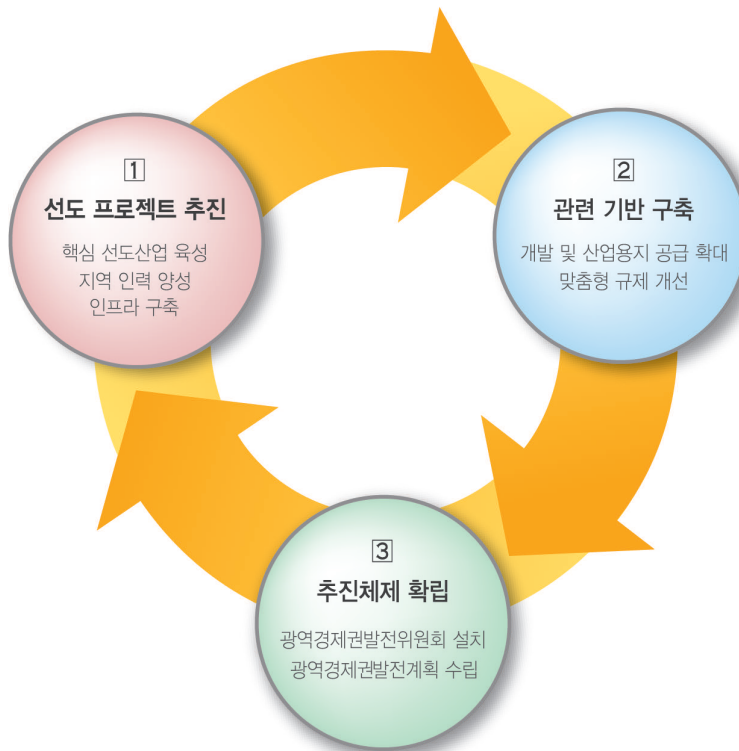 1
선도 프로젝트 추진
핵심 선도산업 육성
지역 인력 양성
인프라 구축
2
관련 기반 구축
개발 및 산업용지 공급 확대
맞춤형 규제 개선
3
추진체제 확립
광역경제권발전위원회 설치
광역경제권발전계획 수립